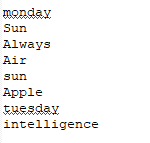 monday
Sun
Always
Air
sun
Apple
tuesday
intelligence